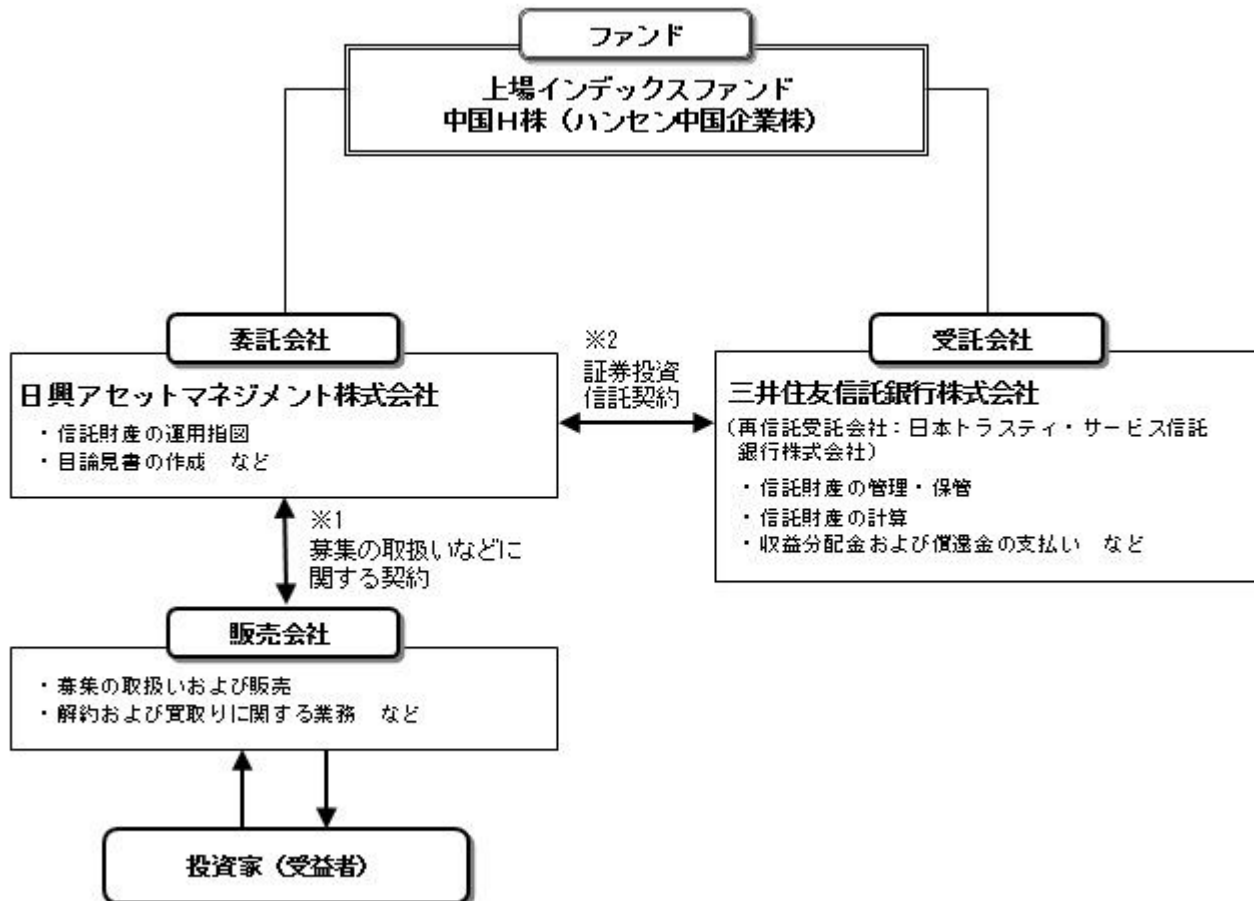 ファンド
上場インデックスファンド
中国H株（ハンセン中国企業株）
委託会社
日興アセットマネジメント株式会社
・信託財産の運用指図
・目論見書の作成　など
※2
証券投資
信託契約
受託会社
三井住友信託銀行株式会社
（再信託受託会社：日本トラスティ・サービス信託
銀行株式会社）
・信託財産の管理・保管
・信託財産の計算
・収益分配金および償還金の支払い　など
※1
募集の取扱いなどに
関する契約
販売会社
・募集の取扱いおよび販売
・解約および買取りに関する業務　など
投資家（受益者）